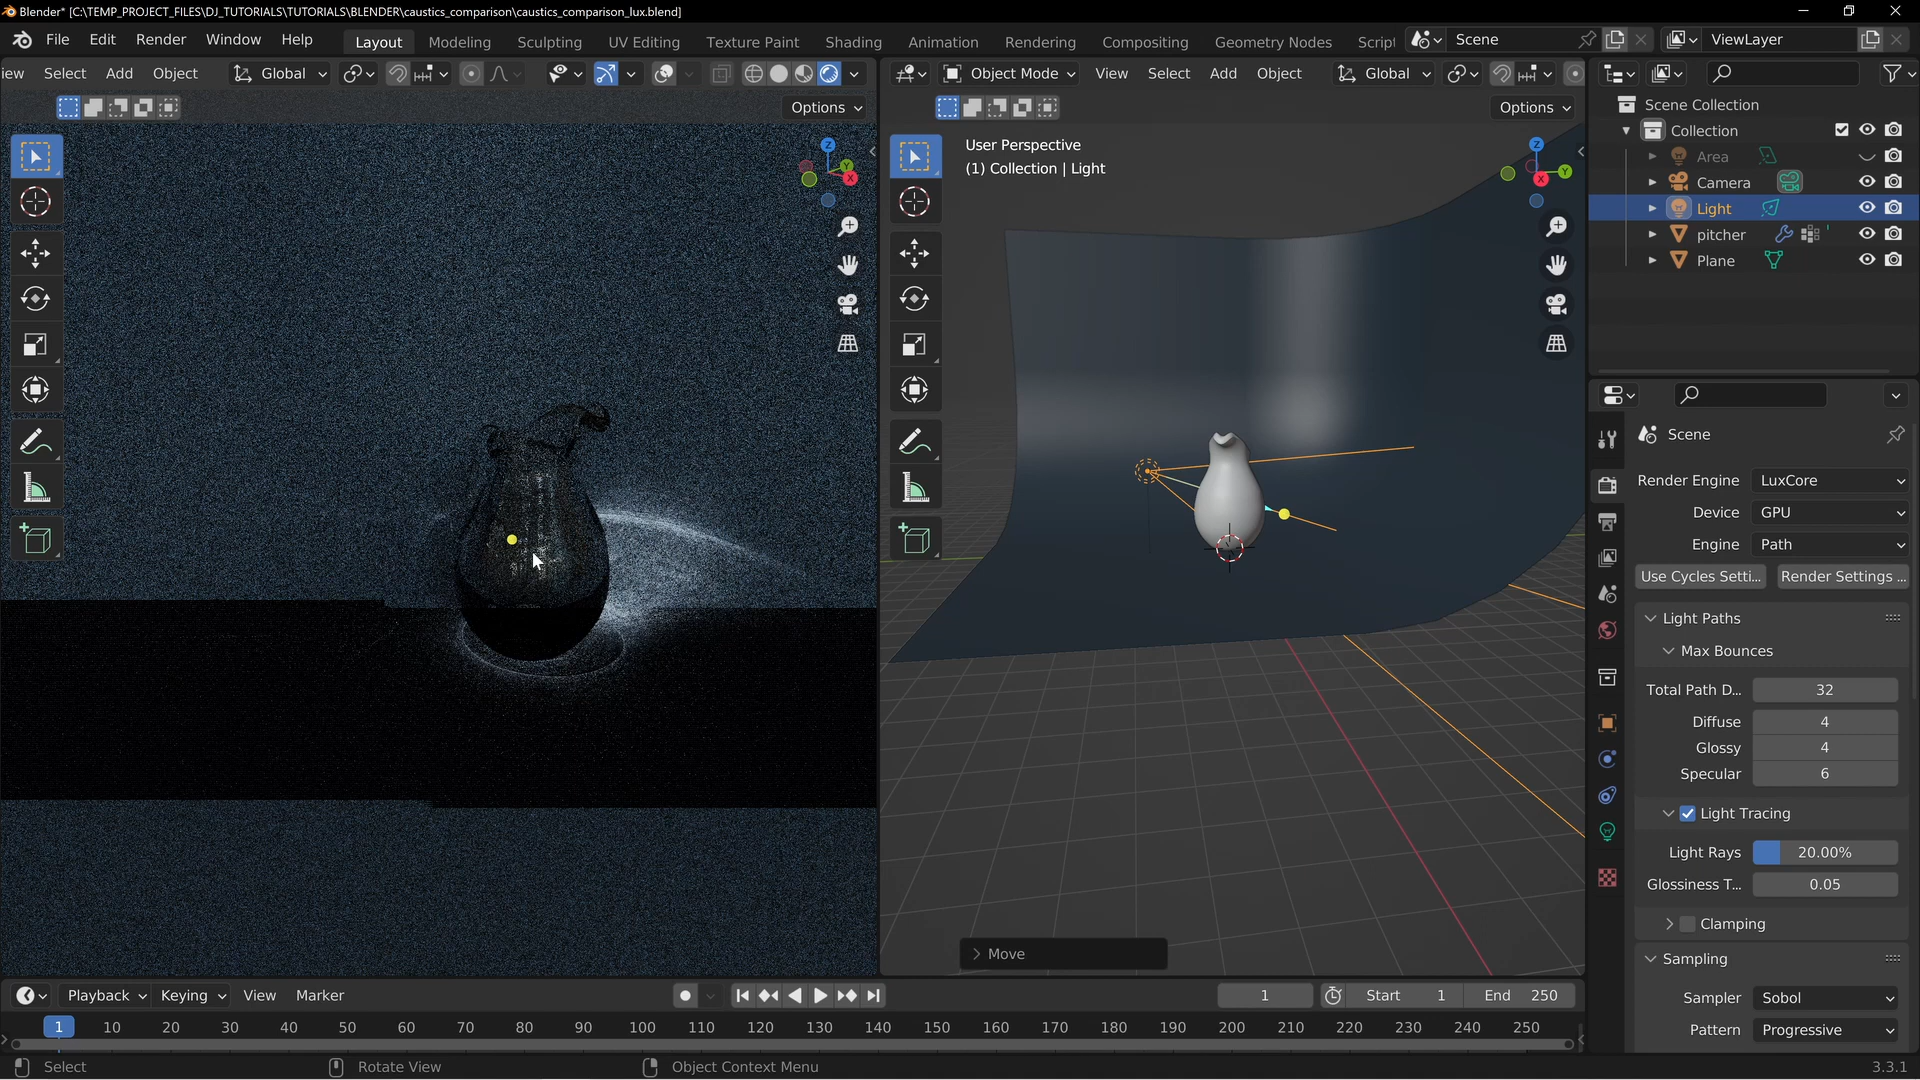 Blender* [C:\TEMP_PROJECT_FILES\DJ_TUTORIALS\TUTORIALS\BLENDER\caustics_comparison\caustics_comparison_lux.blend]
File Edit Render Window Help Layout Modeling Sculpting UV Editing Texture Paint Shading Animation Rendering Compositing Geometry Nodes Script Scene ViewLayer
iew Select Add Object Global Object Mode View Select Add Object Global
Options Options
User Perspective
(1) Collection | Light
Z
Y
X
Z
Y
X
Move
Scene Collection
Collection
Area
Camera
Light
pitcher
Plane
Scene
Render Engine LuxCore
Device GPU
Engine Path
Use Cycles Setti... Render Settings ...
Light Paths
Max Bounces
Total Path D... 32
Diffuse 4
Glossy 4
Specular 6
Light Tracing
Light Rays 20.00%
Glossiness T... 0.05
Clamping
Sampling
Sampler Sobol
Pattern Progressive
Playback Keying View Marker 1 Start 1 End 250
1 10 20 30 40 50 60 70 80 90 100 110 120 130 140 150 160 170 180 190 200 210 220 230 240 250
Select Rotate View Object Context Menu 3.3.1